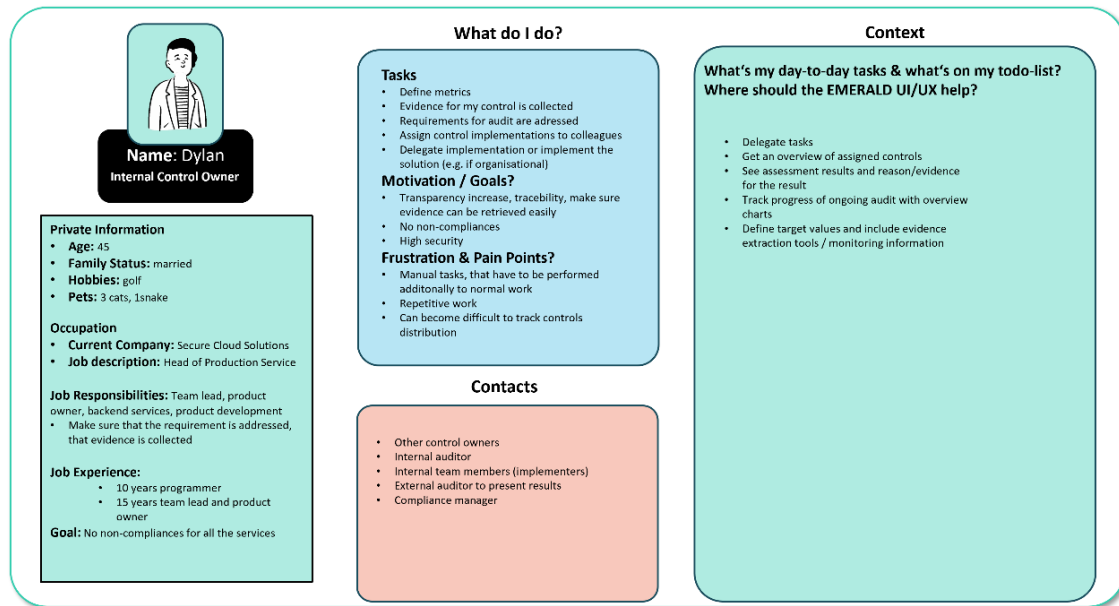 Name: Dylan
Internal Control Owner
Private Information
• Age: 45
• Family Status: married
• Hobbies: golf
• Pets: 3 cats, 1snake
Occupation
• Current Company: Secure Cloud Solutions
• Job description: Head of Production Service
Job Responsibilities: Team lead, product
owner, backend services, product development
• Make sure that the requirement is addressed,
that evidence is collected
Job Experience:
• 10 years programmer
• 15 years team lead and product
owner
Goal: No non-compliances for all the services
What do I do?
Tasks
• Define metrics
• Evidence for my control is collected
• Requirements for audit are adressed
• Assign control implementations to colleagues
• Delegate implementation or implement the
solution (e.g. if organisational)
Motivation / Goals?
• Transparency increase, tracebility, make sure
evidence can be retrieved easily
• No non-compliances
• High security
Frustration & Pain Points?
• Manual tasks, that have to be performed
additonally to normal work
• Repetitive work
• Can become difficult to track controls
distribution
Contacts
• Other control owners
• Internal auditor
• Internal team members (implementers)
• External auditor to present results
• Compliance manager
Context
What's my day-to-day tasks & what's on my todo-list?
Where should the EMERALD UI/UX help?
• Delegate tasks
• Get an overview of assigned controls
• See assessment results and reason/evidence
for the result
• Track progress of ongoing audit with overview
charts
• Define target values and include evidence
extraction tools / monitoring information